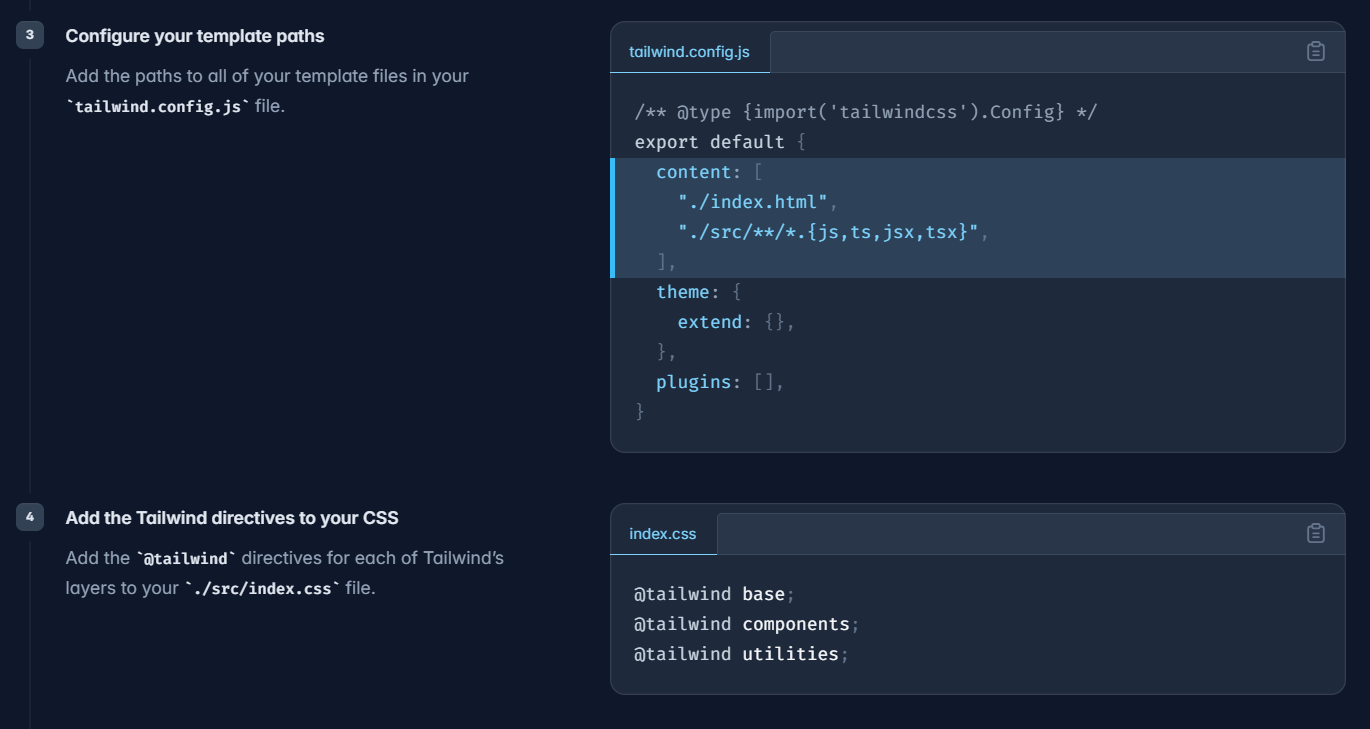 3
Configure your template paths
Add the paths to all of your template files in your
`tailwind.config.js` file.
tailwind.config.js
/** @type {import('tailwindcss').Config} */
export default {
  content: [
    "./index.html",
    "./src/**/*.{js,ts,jsx,tsx}",
  ],
  theme: {
    extend: {},
  },
  plugins: [],
}
4
Add the Tailwind directives to your CSS
Add the `@tailwind` directives for each of Tailwind’s
layers to your `./src/index.css` file.
index.css
@tailwind base;
@tailwind components;
@tailwind utilities;